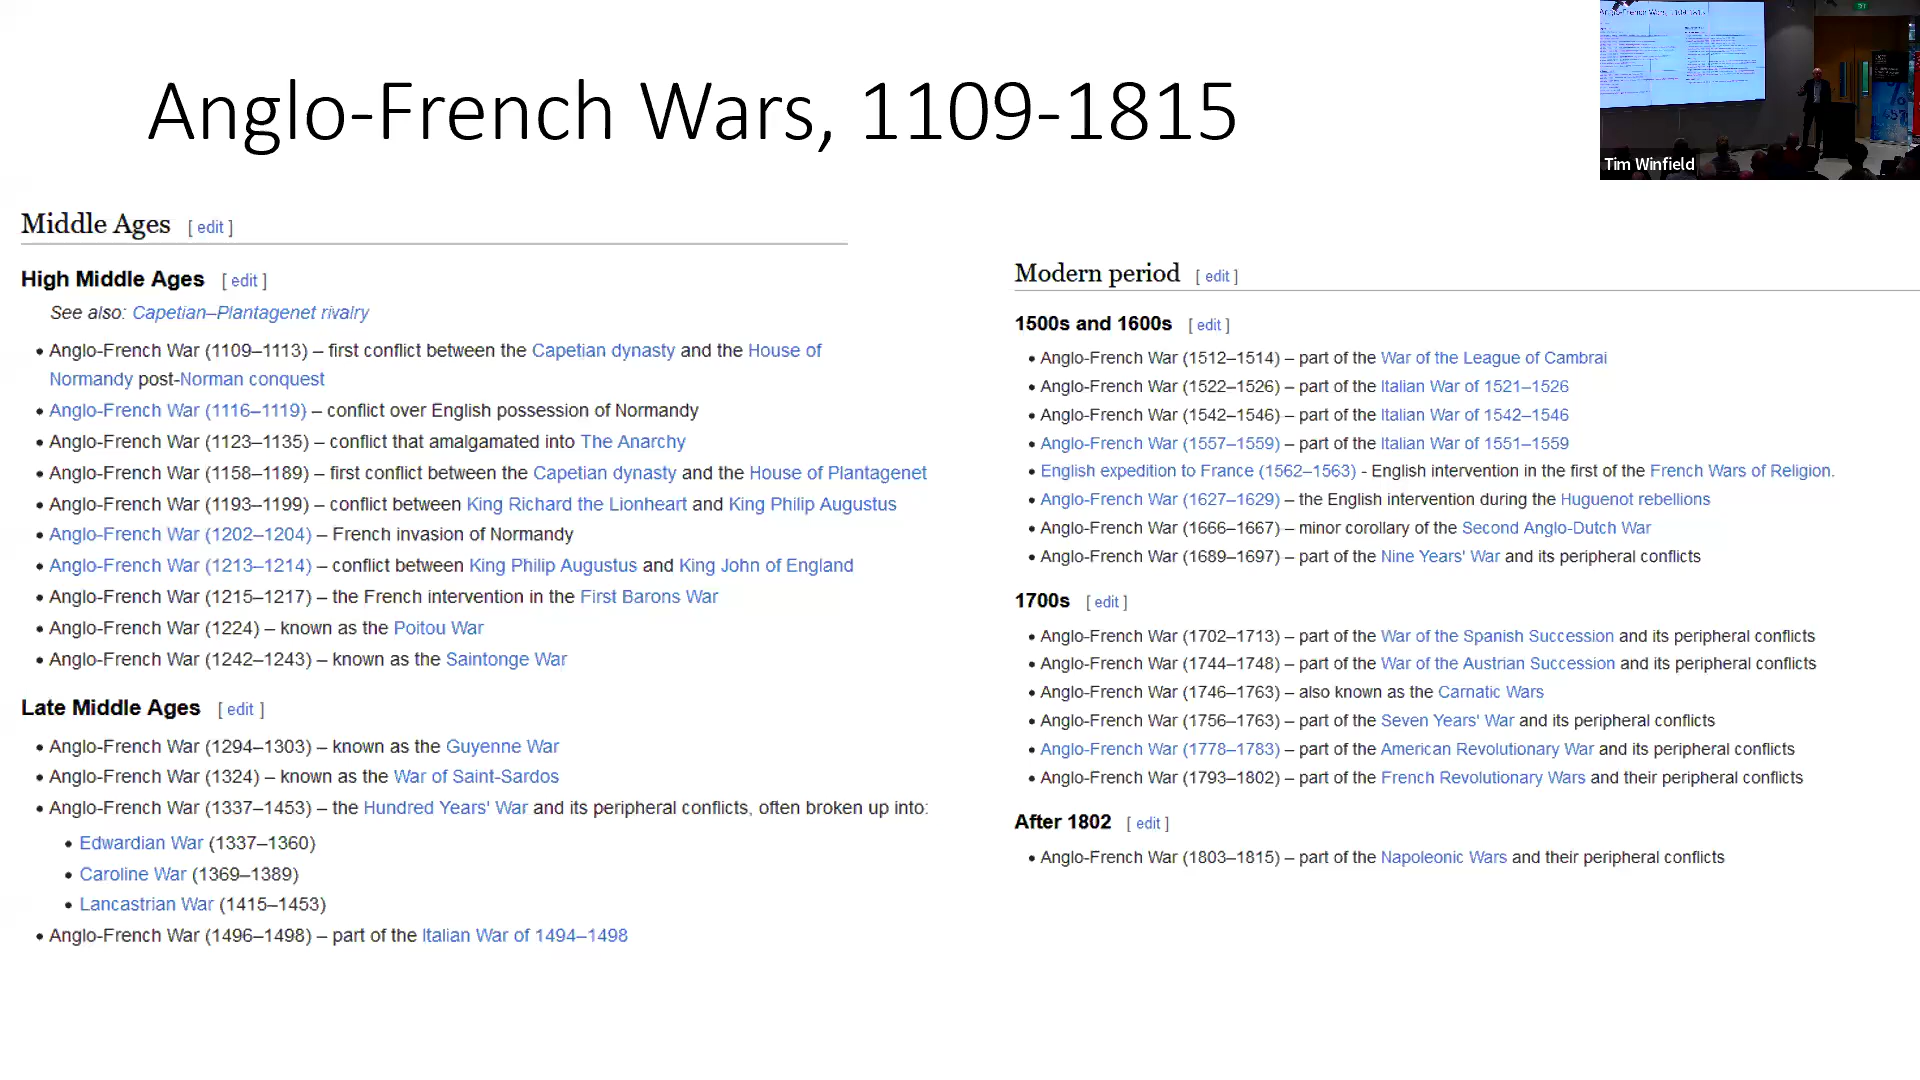 Anglo-French Wars, 1109-1815
Tim Winfield
Middle Ages [ edit ]
High Middle Ages [ edit ]
See also: Capetian–Plantagenet rivalry
• Anglo-French War (1109–1113) – first conflict between the Capetian dynasty and the House of
Normandy post-Norman conquest
• Anglo-French War (1116–1119) – conflict over English possession of Normandy
• Anglo-French War (1123–1135) – conflict that amalgamated into The Anarchy
• Anglo-French War (1158–1189) – first conflict between the Capetian dynasty and the House of Plantagenet
• Anglo-French War (1193–1199) – conflict between King Richard the Lionheart and King Philip Augustus
• Anglo-French War (1202–1204) – French invasion of Normandy
• Anglo-French War (1213–1214) – conflict between King Philip Augustus and King John of England
• Anglo-French War (1215–1217) – the French intervention in the First Barons War
• Anglo-French War (1224) – known as the Poitou War
• Anglo-French War (1242–1243) – known as the Saintonge War
Late Middle Ages [ edit ]
• Anglo-French War (1294–1303) – known as the Guyenne War
• Anglo-French War (1324) – known as the War of Saint-Sardos
• Anglo-French War (1337–1453) – the Hundred Years' War and its peripheral conflicts, often broken up into:
• Edwardian War (1337–1360)
• Caroline War (1369–1389)
• Lancastrian War (1415–1453)
• Anglo-French War (1496–1498) – part of the Italian War of 1494–1498
Modern period [ edit ]
1500s and 1600s [ edit ]
• Anglo-French War (1512–1514) – part of the War of the League of Cambrai
• Anglo-French War (1522–1526) – part of the Italian War of 1521–1526
• Anglo-French War (1542–1546) – part of the Italian War of 1542–1546
• Anglo-French War (1557–1559) – part of the Italian War of 1551–1559
• English expedition to France (1562–1563) - English intervention in the first of the French Wars of Religion.
• Anglo-French War (1627–1629) – the English intervention during the Huguenot rebellions
• Anglo-French War (1666–1667) – minor corollary of the Second Anglo-Dutch War
• Anglo-French War (1689–1697) – part of the Nine Years' War and its peripheral conflicts
1700s [ edit ]
• Anglo-French War (1702–1713) – part of the War of the Spanish Succession and its peripheral conflicts
• Anglo-French War (1744–1748) – part of the War of the Austrian Succession and its peripheral conflicts
• Anglo-French War (1746–1763) – also known as the Carnatic Wars
• Anglo-French War (1756–1763) – part of the Seven Years' War and its peripheral conflicts
• Anglo-French War (1778–1783) – part of the American Revolutionary War and its peripheral conflicts
• Anglo-French War (1793–1802) – part of the French Revolutionary Wars and their peripheral conflicts
After 1802 [ edit ]
• Anglo-French War (1803–1815) – part of the Napoleonic Wars and their peripheral conflicts